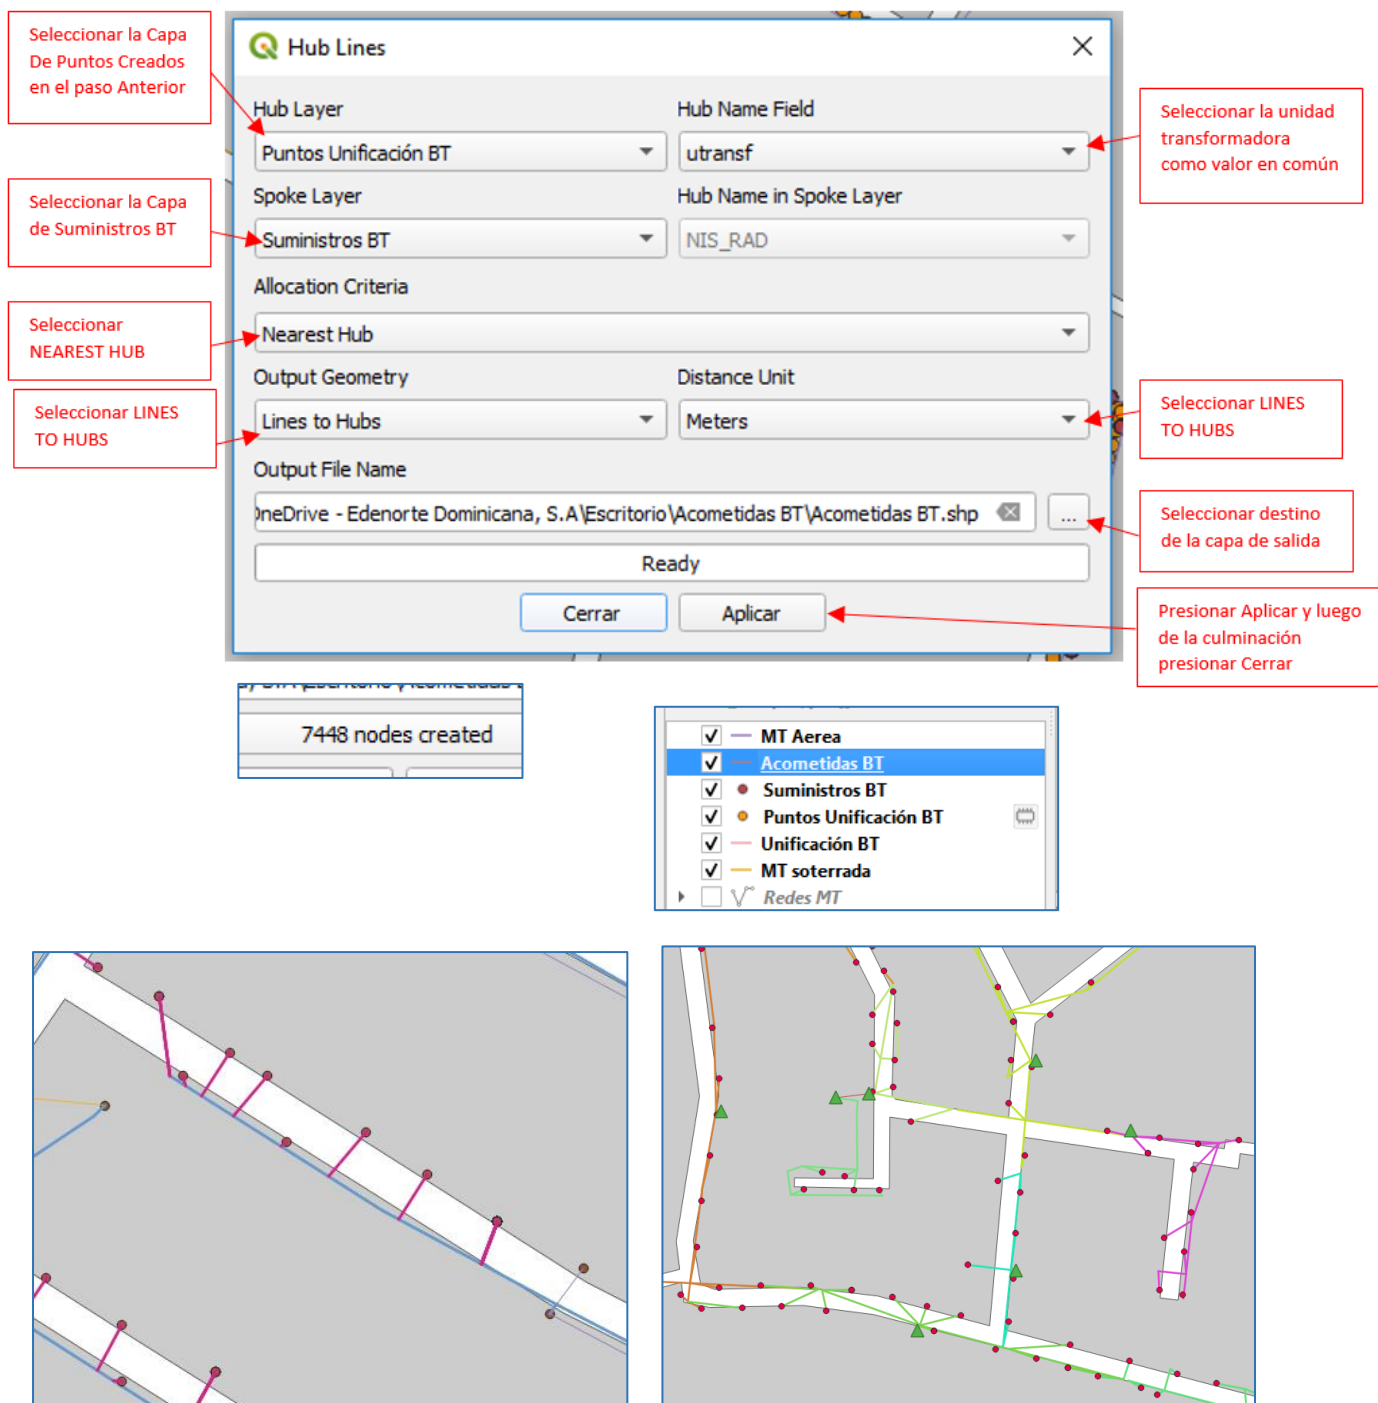 Seleccionar la Capa
De Puntos Creados
en el paso Anterior
Hub Lines
Hub Layer
Hub Name Field
Puntos Unificación BT
utransf
Seleccionar la unidad
transformadora
como valor en común
Seleccionar la Capa
de Suministros BT
Spoke Layer
Hub Name in Spoke Layer
Suministros BT
NIS_RAD
Allocation Criteria
Seleccionar
NEAREST HUB
Nearest Hub
Output Geometry
Distance Unit
Seleccionar LINES
TO HUBS
Lines to Hubs
Meters
Seleccionar LINES
TO HUBS
Output File Name
OneDrive - Edenorte Dominicana, S.A\Escritorio\Acometidas BT\Acometidas BT.shp
...
Seleccionar destino
de la capa de salida
Ready
Cerrar
Aplicar
Presionar Aplicar y luego
de la culminación
presionar Cerrar
7448 nodes created
MT Aerea
Acometidas BT
Suministros BT
Puntos Unificación BT
Unificación BT
MT soterrada
Redes MT